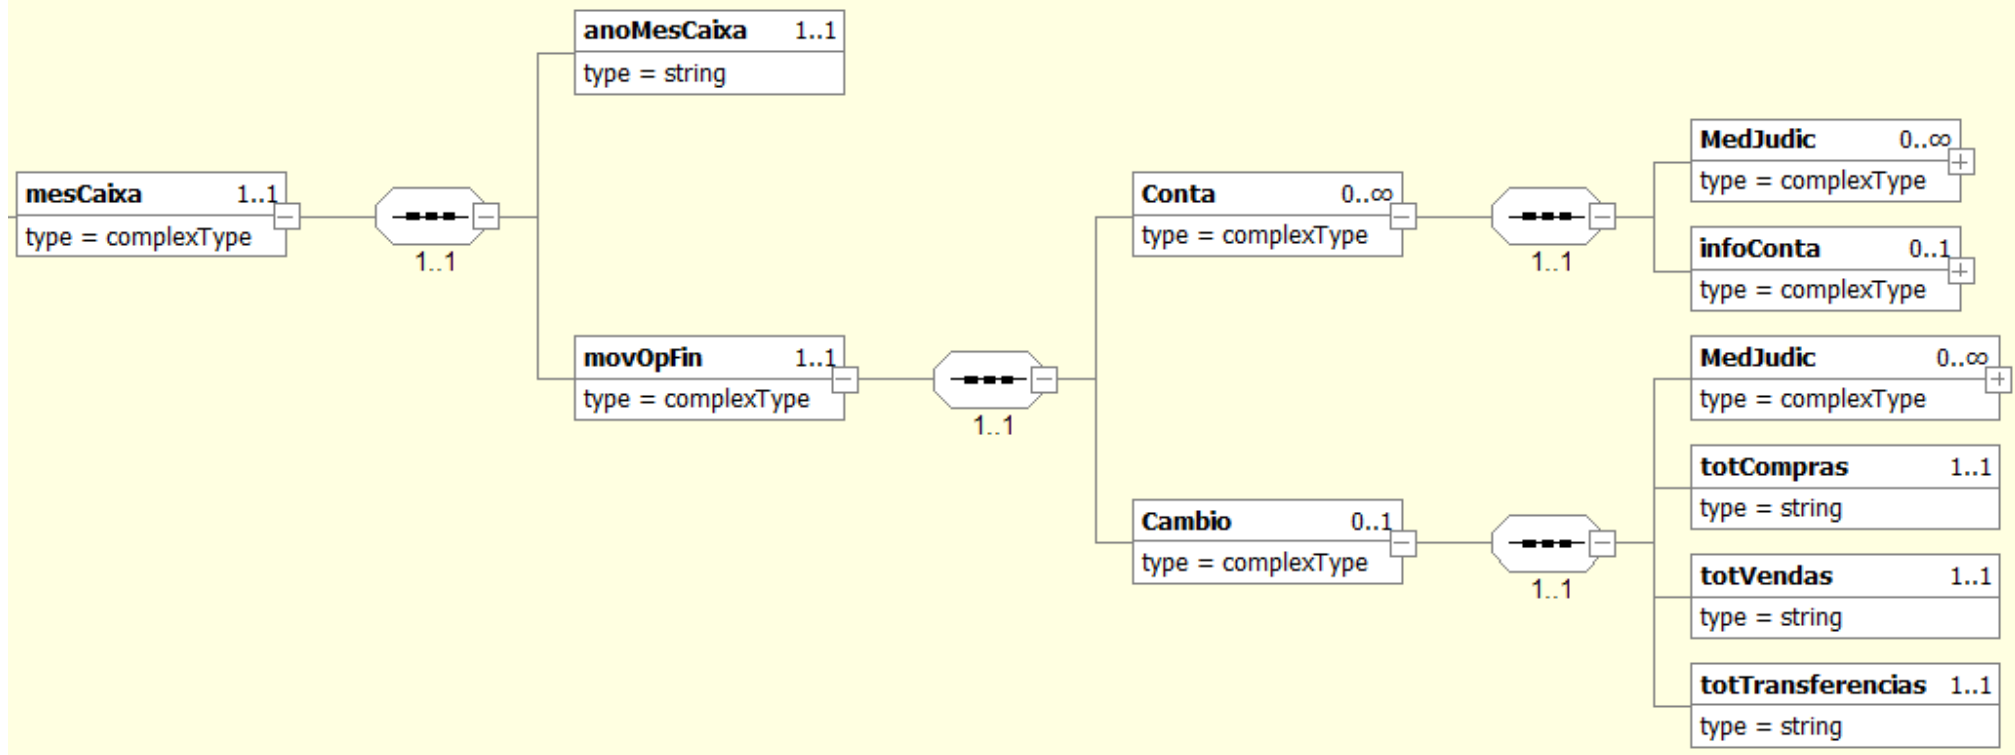 anoMesCaixa 1..1
type = string
mesCaixa 1..1
type = complexType
1..1
movOpFin 1..1
type = complexType
1..1
Conta 0..∞
type = complexType
1..1
MedJudic 0..∞
type = complexType
infoConta 0..1
type = complexType
Cambio 0..1
type = complexType
1..1
MedJudic 0..∞
type = complexType
totCompras 1..1
type = string
totVendas 1..1
type = string
totTransferencias 1..1
type = string